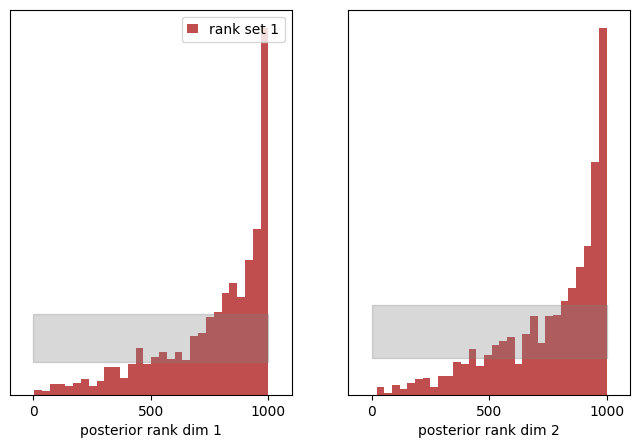 rank set 1
0 500 1000
posterior rank dim 1
0 500 1000
posterior rank dim 2